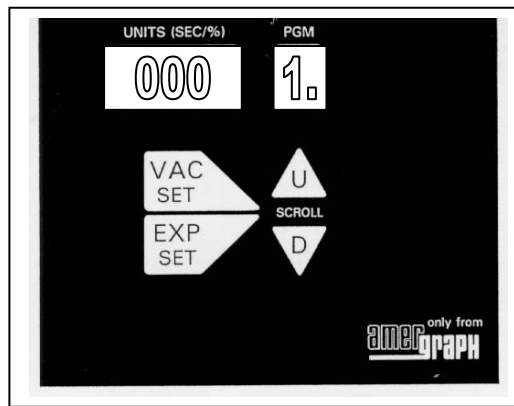 UNITS (SEC/%) PGM
000 1.
VAC
SET
U
SCROLL
EXP
SET
D
only from
amergraph